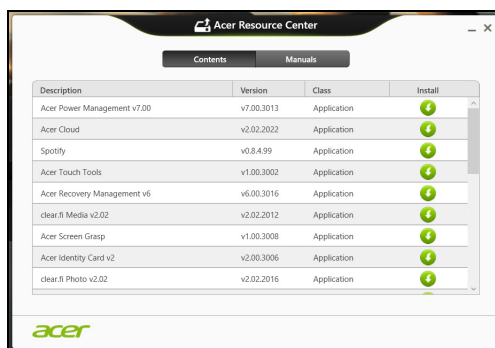 Acer Resource Center
Contents Manuals
Description Version Class Install
Acer Power Management v7.00 v7.00.3013 Application
Acer Cloud v2.02.2022 Application
Spotify v0.8.4.99 Application
Acer Touch Tools v1.00.3002 Application
Acer Recovery Management v6 v6.00.3016 Application
clear.fi Media v2.02 v2.02.2012 Application
Acer Screen Grasp v1.00.3008 Application
Acer Identity Card v2 v2.00.3006 Application
clear.fi Photo v2.02 v2.02.2016 Application
acer